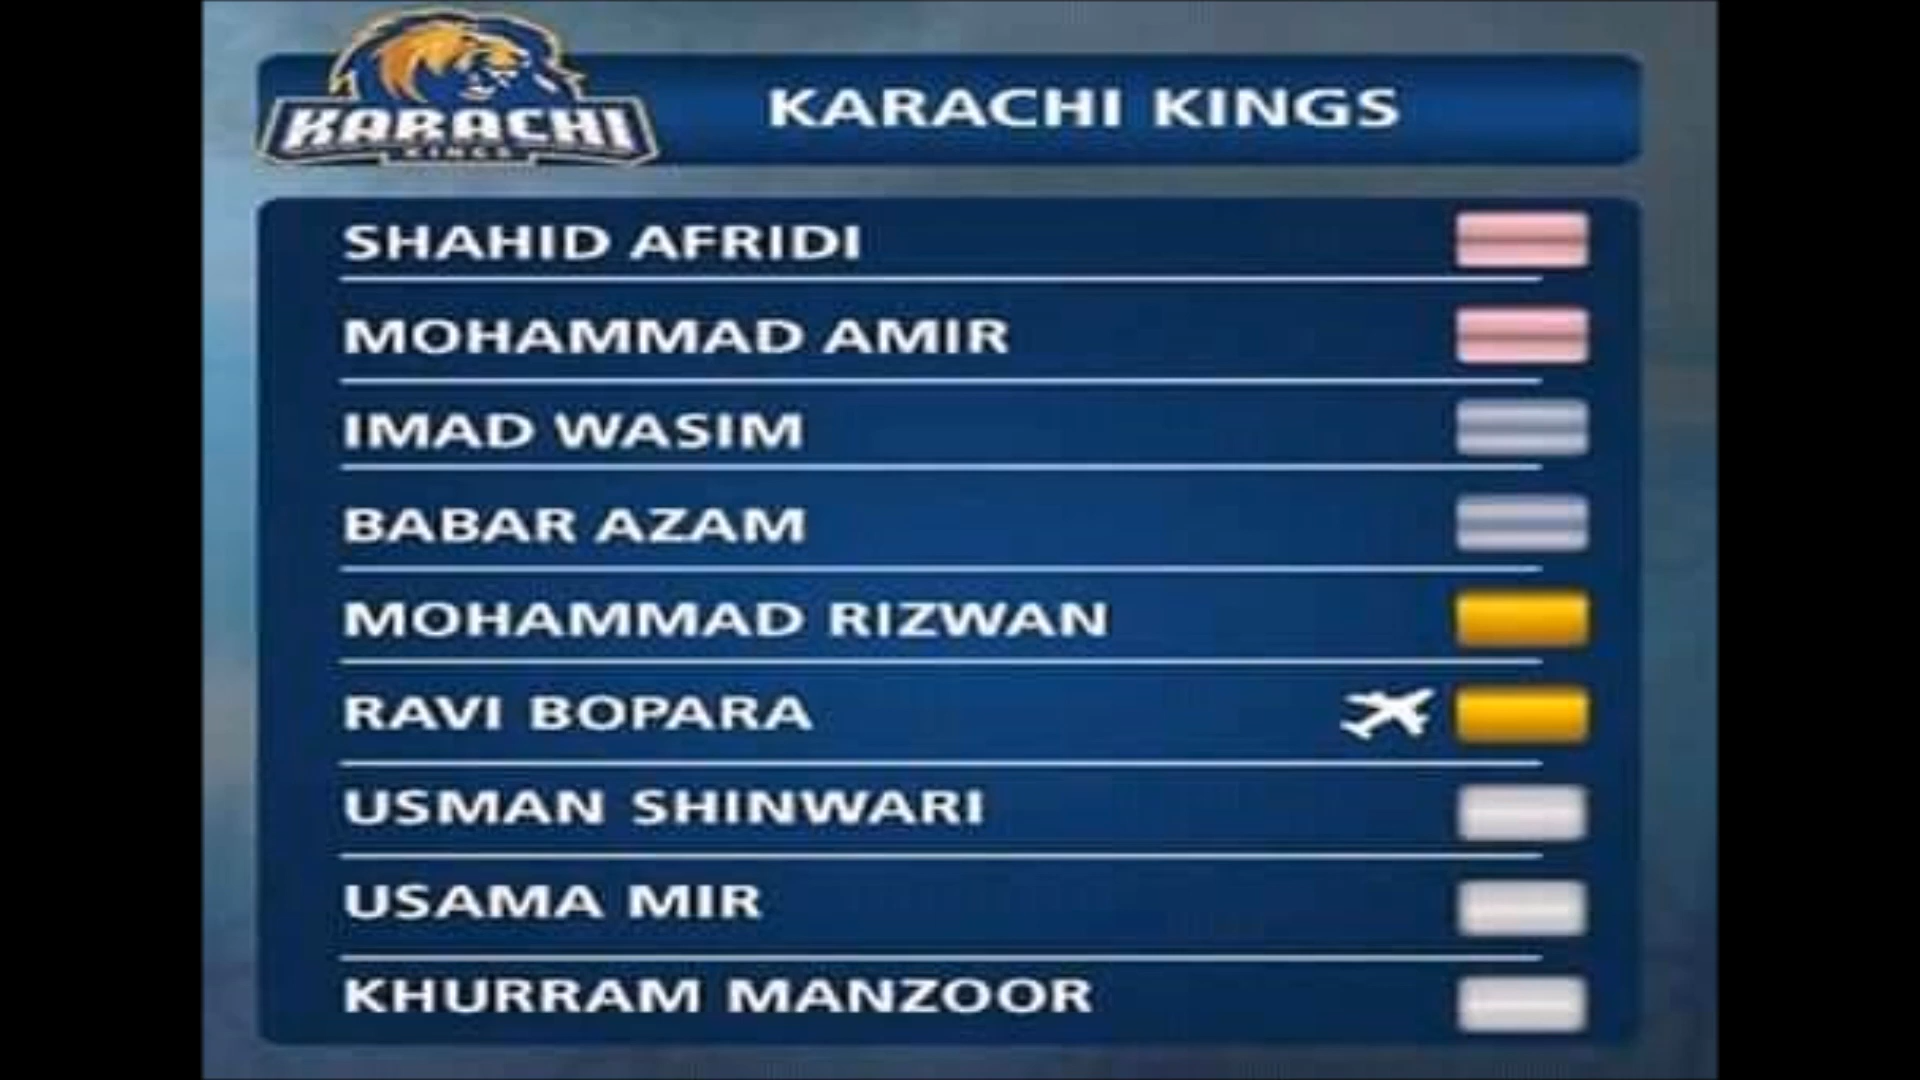 KARACHI
KINGS
KARACHI KINGS
SHAHID AFRIDI
MOHAMMAD AMIR
IMAD WASIM
BABAR AZAM
MOHAMMAD RIZWAN
RAVI BOPARA
USMAN SHINWARI
USAMA MIR
KHURRAM MANZOOR